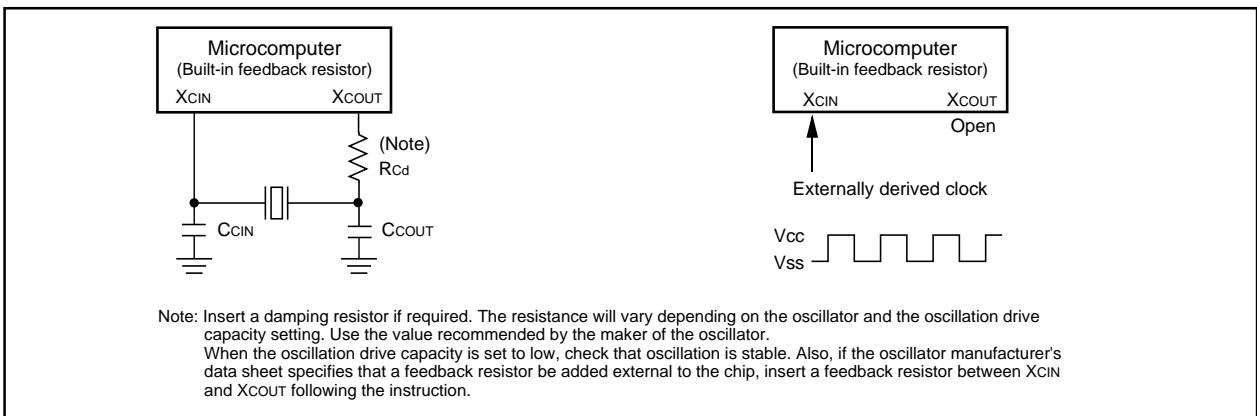 Microcomputer
(Built-in feedback resistor)
XCIN XCOUT
(Note)
RCd
CCIN CCOUT
Microcomputer
(Built-in feedback resistor)
XCIN XCOUT
Open
Externally derived clock
Vcc
Vss
Note: Insert a damping resistor if required. The resistance will vary depending on the oscillator and the oscillation drive
capacity setting. Use the value recommended by the maker of the oscillator.
When the oscillation drive capacity is set to low, check that oscillation is stable. Also, if the oscillator manufacturer's
data sheet specifies that a feedback resistor be added external to the chip, insert a feedback resistor between XCIN
and XCOUT following the instruction.